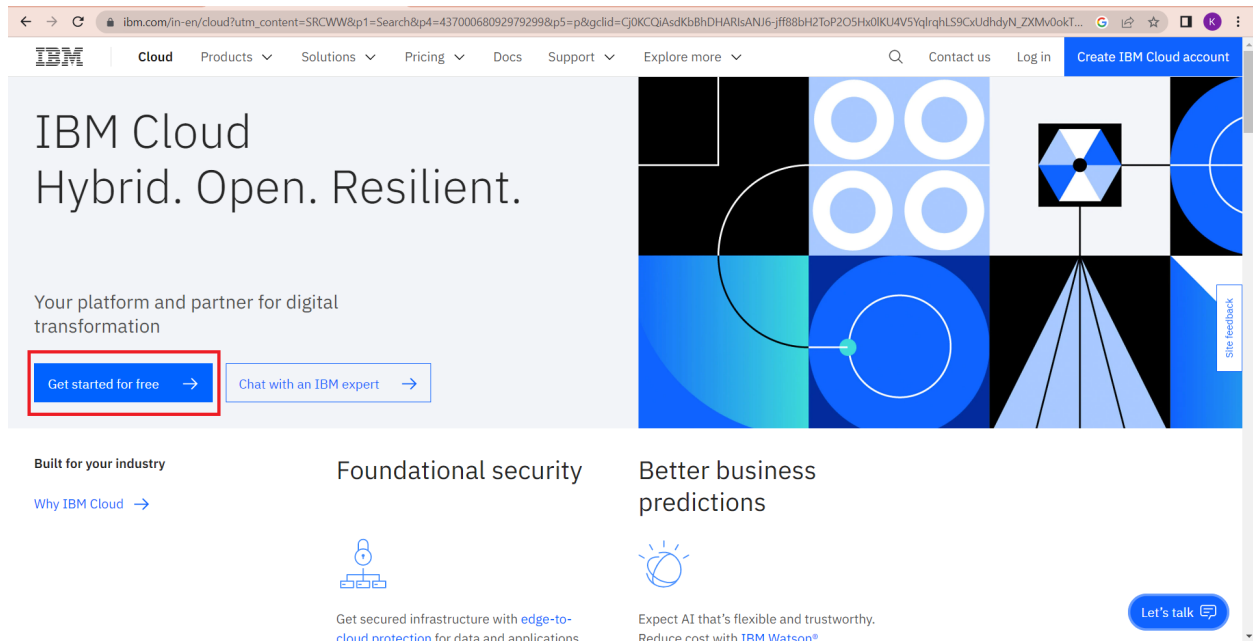 ibm.com/in-en/cloud?utm_content=SRCWW&p1=Search&p4=43700068092979299&p5=p&gclid=Cj0KCQiAsdKbBhDHARIsANJ6-jff88bH2ToP2O5Hx0lKU4V5YqlrqhLS9CxUdhdyN_ZXMv0okT...
K
IBM
Cloud
Products
Solutions
Pricing
Docs
Support
Explore more
Contact us
Log in
Create IBM Cloud account
IBM Cloud
Hybrid. Open. Resilient.
Your platform and partner for digital
transformation
Get started for free
Chat with an IBM expert
Site feedback
Built for your industry
Why IBM Cloud
Foundational security
Get secured infrastructure with edge-to-
cloud protection for data and applications
Better business
predictions
Expect AI that's flexible and trustworthy.
Reduce cost with IBM Watson®
Let's talk